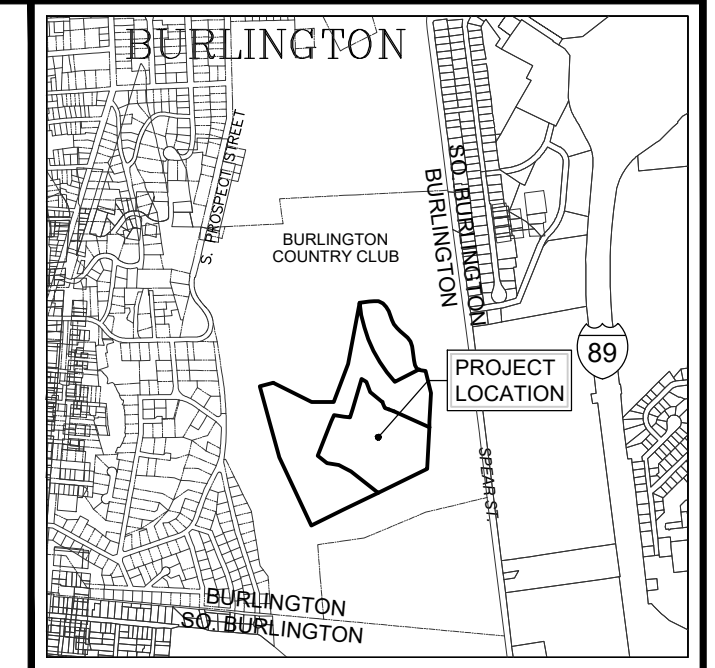 BURLINGTON
S. PROSPECT STREET
SO. BURLINGTON
BURLINGTON
BURLINGTON
COUNTRY CLUB
89
PROJECT
LOCATION
SPEAR ST.
BURLINGTON
SO. BURLINGTON